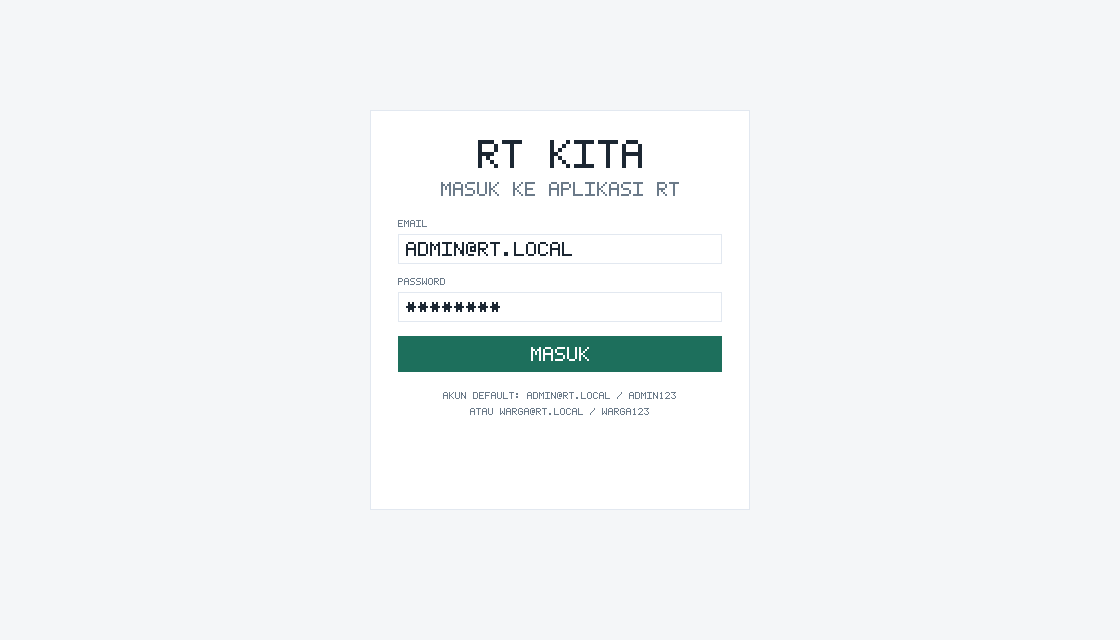 RT KITA
MASUK KE APLIKASI RT
EMAIL
ADMIN@RT.LOCAL
PASSWORD
********
MASUK
AKUN DEFAULT: ADMIN@RT.LOCAL / ADMIN123
ATAU WARGA@RT.LOCAL / WARGA123